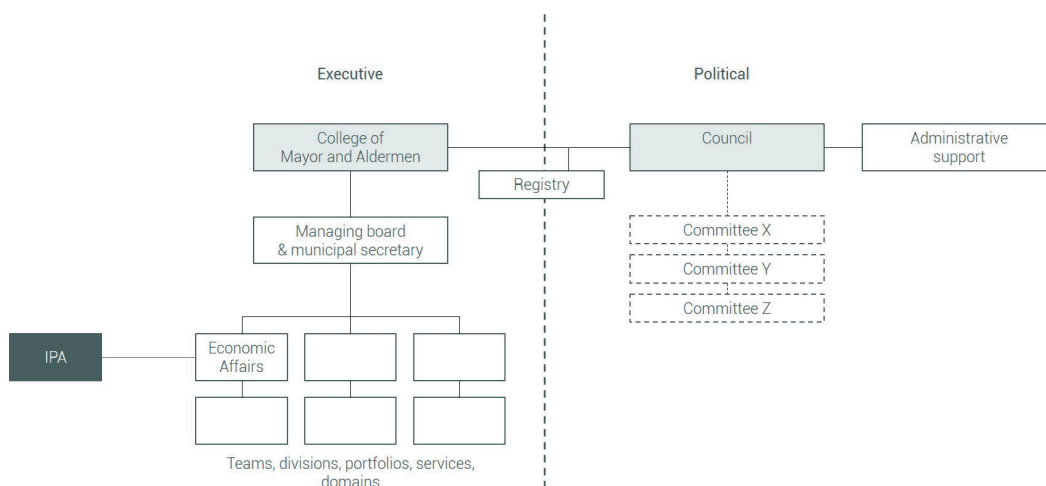 Executive
Political
College of
Mayor and Aldermen
Council
Administrative
support
Registry
Managing board
& municipal secretary
Committee X
Committee Y
Committee Z
IPA
Economic
Affairs
Teams, divisions, portfolios, services,
domains